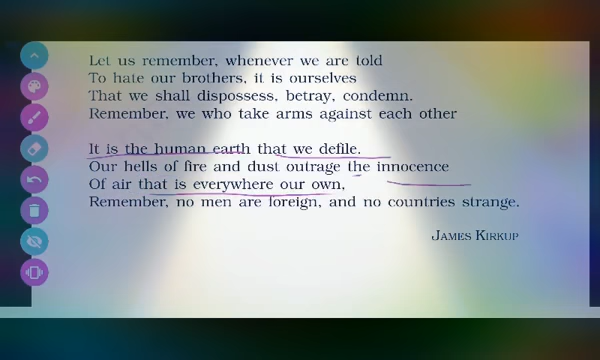 Let us remember, whenever we are told
To hate our brothers, it is ourselves
That we shall dispossess, betray, condemn.
Remember, we who take arms against each other
It is the human earth that we defile.
Our hells of fire and dust outrage the innocence
Of air that is everywhere our own,
Remember, no men are foreign, and no countries strange.
JAMES KIRKUP